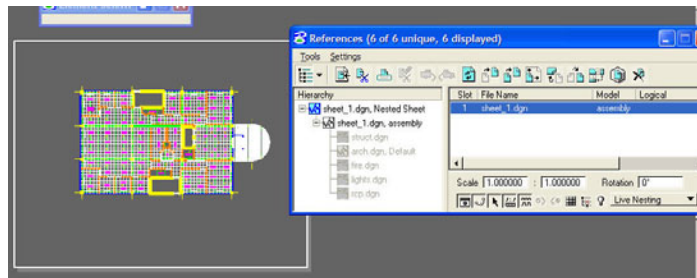 References (6 of 6 unique, 6 displayed)
Tools Settings
Hierarchy
Slot File Name Model Logical
sheet_1.dgn, Nested Sheet
1 sheet_1.dgn assembly
sheet_1.dgn, assembly
struct.dgn
arch.dgn, Default
fire.dgn
lights.dgn
rcp.dgn
Scale 1.000000 : 1.000000 Rotation 0°
Live Nesting